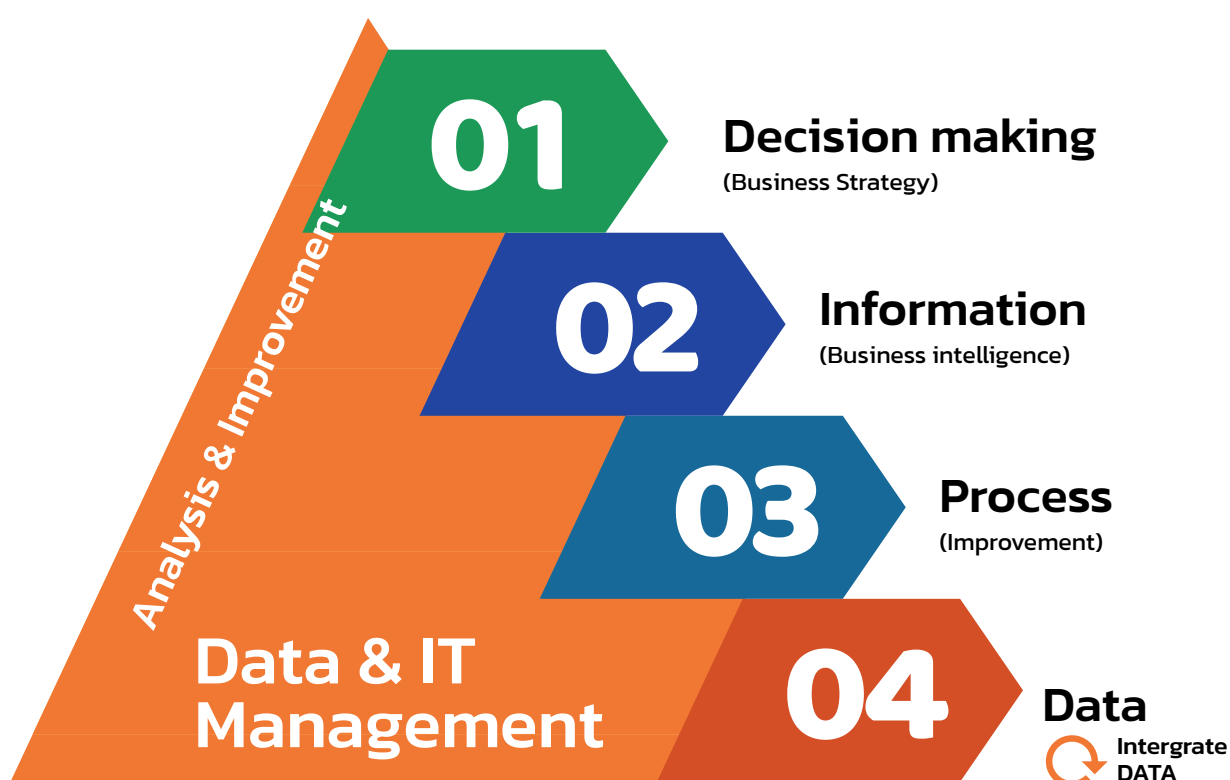 01
Decision making
(Business Strategy)
02
Information
(Business intelligence)
03
Process
(Improvement)
Analysis & Improvement
Data & IT
Management
04
Data
Intergrate
DATA